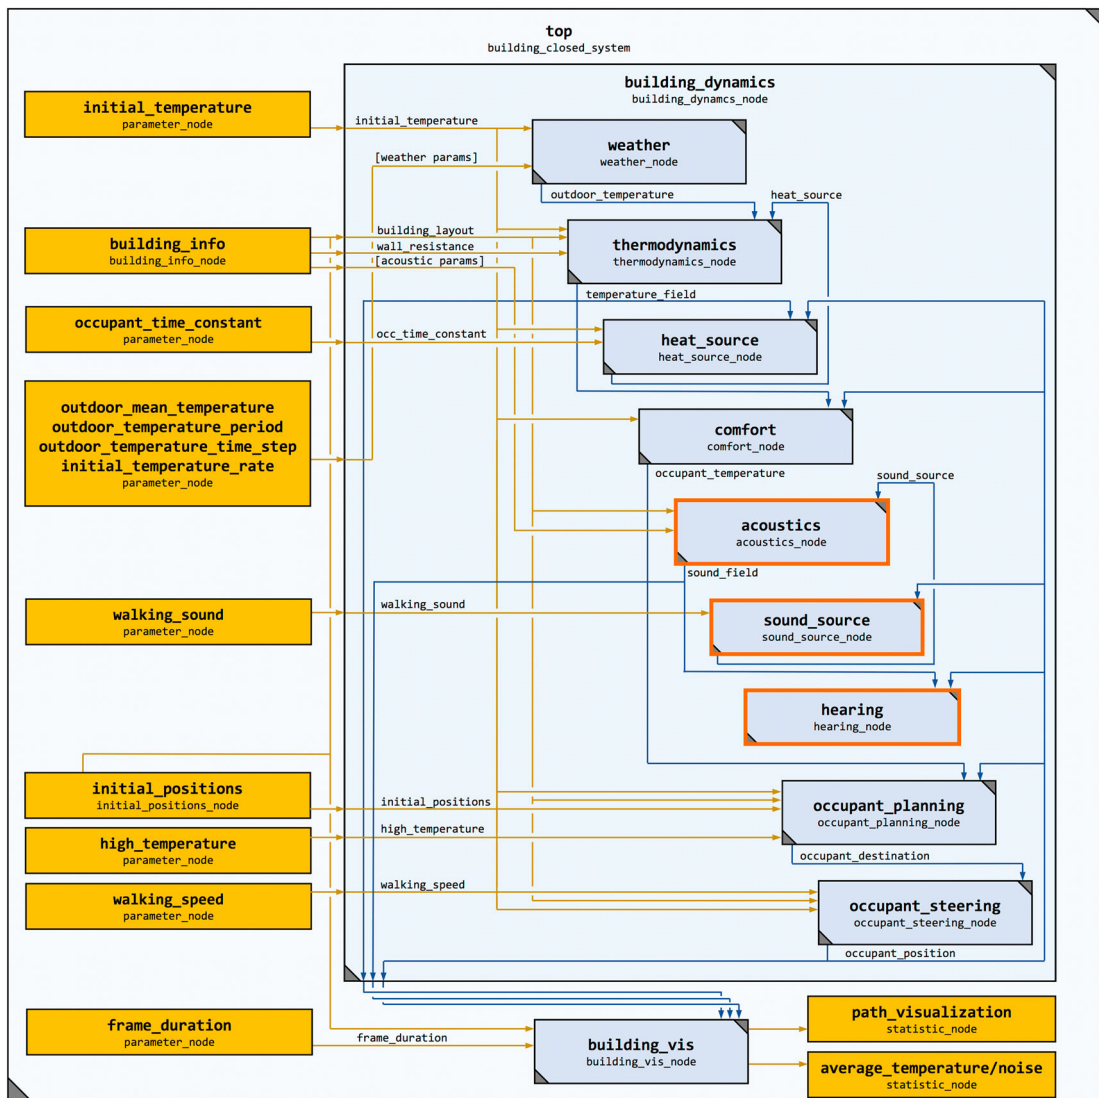 top
building_closed_system
building_dynamics
building_dynamcs_node
initial_temperature
parameter_node
initial_temperature
weather
weather_node
[weather params]
outdoor_temperature
heat_source
building_info
building_info_node
building_layout
wall_resistance
[acoustic params]
thermodynamics
thermodynamics_node
temperature_field
occupant_time_constant
parameter_node
occ_time_constant
heat_source
heat_source_node
outdoor_mean_temperature
outdoor_temperature_period
outdoor_temperature_time_step
initial_temperature_rate
parameter_node
comfort
comfort_node
occupant_temperature
sound_source
acoustics
acoustics_node
sound_field
walking_sound
parameter_node
walking_sound
sound_source
sound_source_node
hearing
hearing_node
initial_positions
initial_positions_node
initial_positions
occupant_planning
occupant_planning_node
high_temperature
parameter_node
high_temperature
occupant_destination
walking_speed
parameter_node
walking_speed
occupant_steering
occupant_steering_node
occupant_position
frame_duration
parameter_node
frame_duration
building_vis
building_vis_node
path_visualization
statistic_node
average_temperature/noise
statistic_node